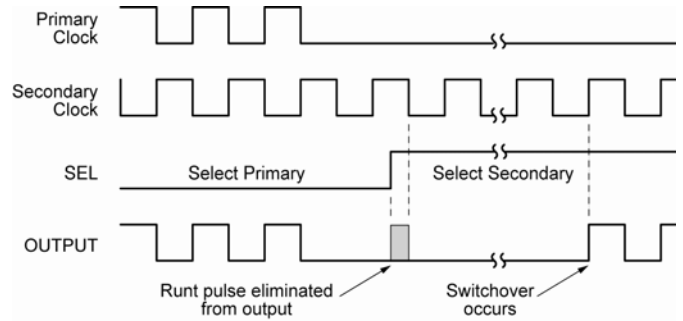 Primary
Clock
Secondary
Clock
SEL
Select Primary
Select Secondary
OUTPUT
Runt pulse eliminated
from output
Switchover
occurs